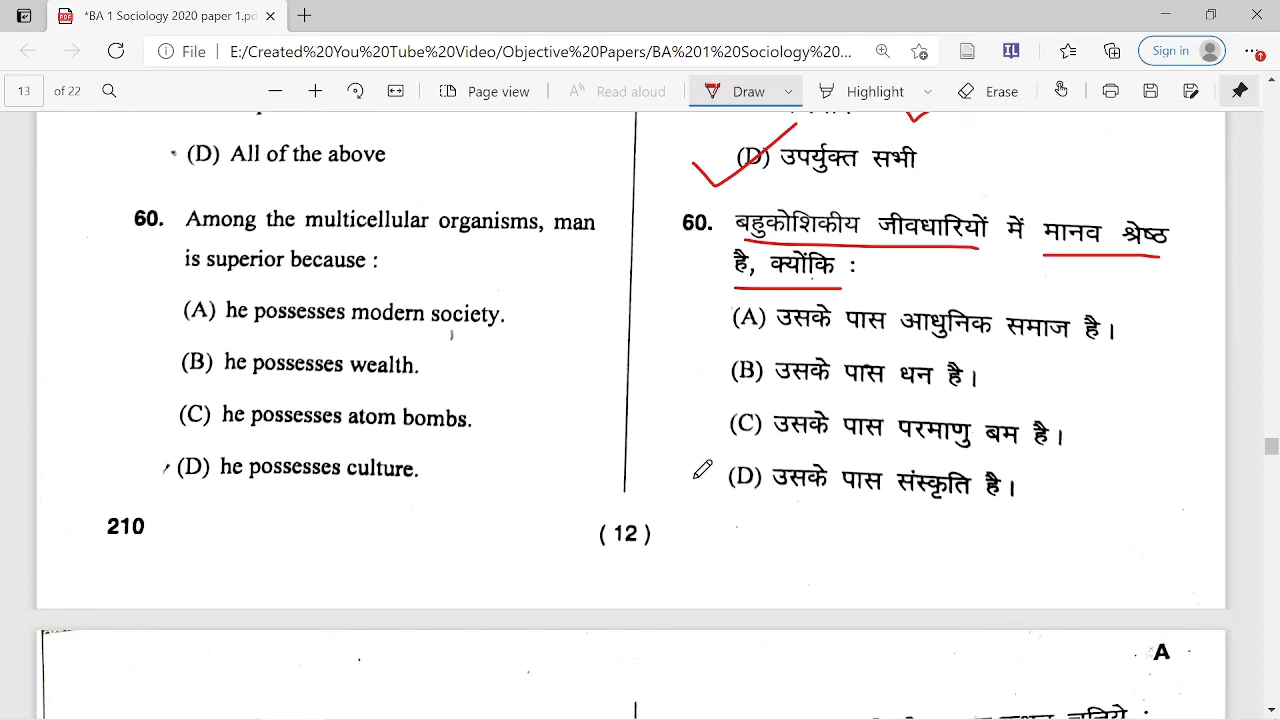 *BA 1 Sociology 2020 paper 1.pd
File
E:/Created%20You%20Tube%20Video/Objective%20Papers/BA%201%20Sociology%20...
Sign in
13 of 22
Page view
Read aloud
Draw
Highlight
Erase
(D) All of the above
60. Among the multicellular organisms, man
is superior because :
(A) he possesses modern society.
(B) he possesses wealth.
(C) he possesses atom bombs.
(D) he possesses culture.
(D) उपर्युक्त सभी
60. बहुकोशिकीय जीवधारियों में मानव श्रेष्ठ
है, क्योंकि :
(A) उसके पास आधुनिक समाज है।
(B) उसके पास धन है।
(C) उसके पास परमाणु बम है।
(D) उसके पास संस्कृति है।
210
( 12 )
A